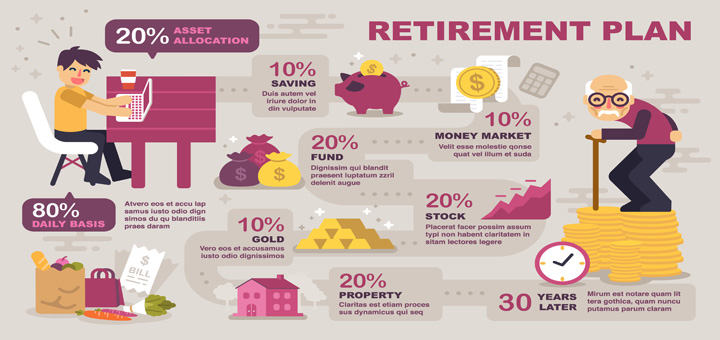 RETIREMENT PLAN
20% ASSET
ALLOCATION
10%
SAVING
Duis autem vel
iriure dolor in
din vulputate
$
$
10%
MONEY MARKET
Velit esse molestie qonse
quat vel illum et suda
20%
FUND
Dignissim qui blandit
praesent luptatum zzril
delenit augue
$
$
$
20%
STOCK
Placerat facer possim assum
typi non habent claritatem in
sitam lectores legere
80%
DAILY BASIS
Atvero eos et accu lap
samus iusto odio dign
simos du qu blanditiis
praes daram
10%
GOLD
Vero eos et accusamus
iusto odio dignissimos
$
BILL
20%
PROPERTY
Claritas est etiam proces
sus dynamicus qui seq
30 YEARS
LATER
Mirum est notare quam lit
tera gothica, quam nuncu
putamus parum claram